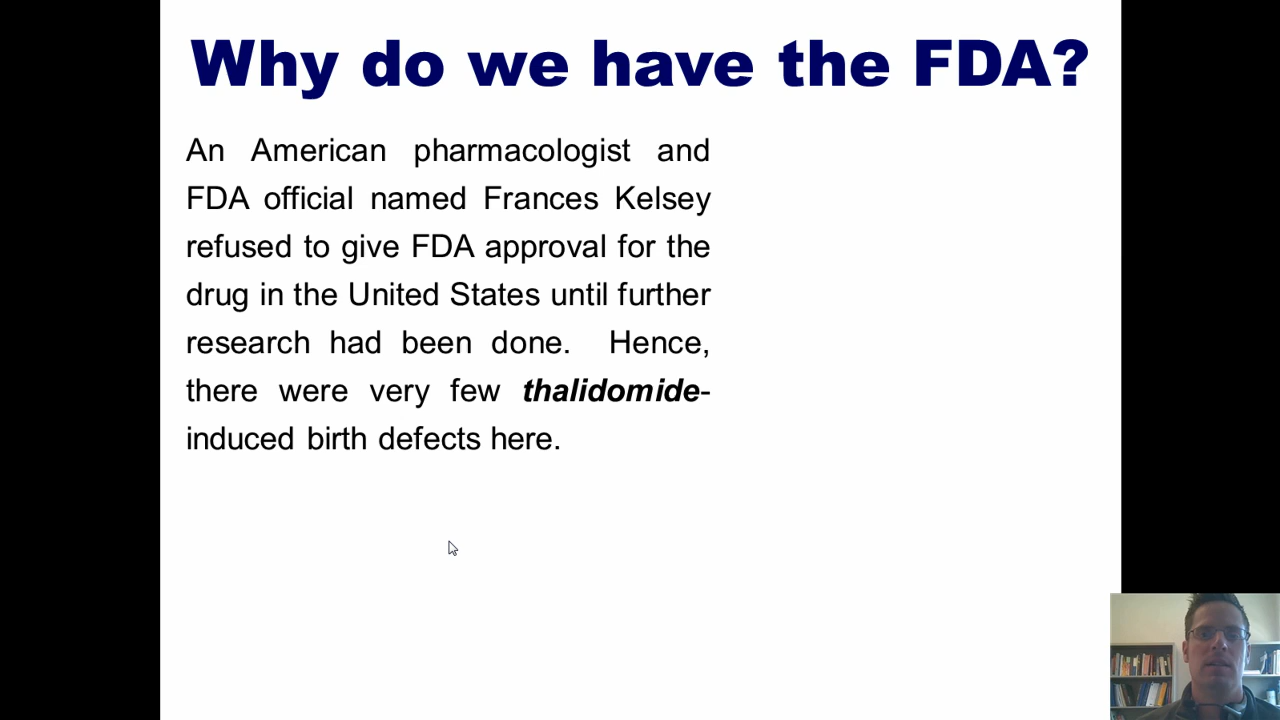 Why do we have the FDA?
An American pharmacologist and
FDA official named Frances Kelsey
refused to give FDA approval for the
drug in the United States until further
research had been done. Hence,
there were very few thalidomide-
induced birth defects here.